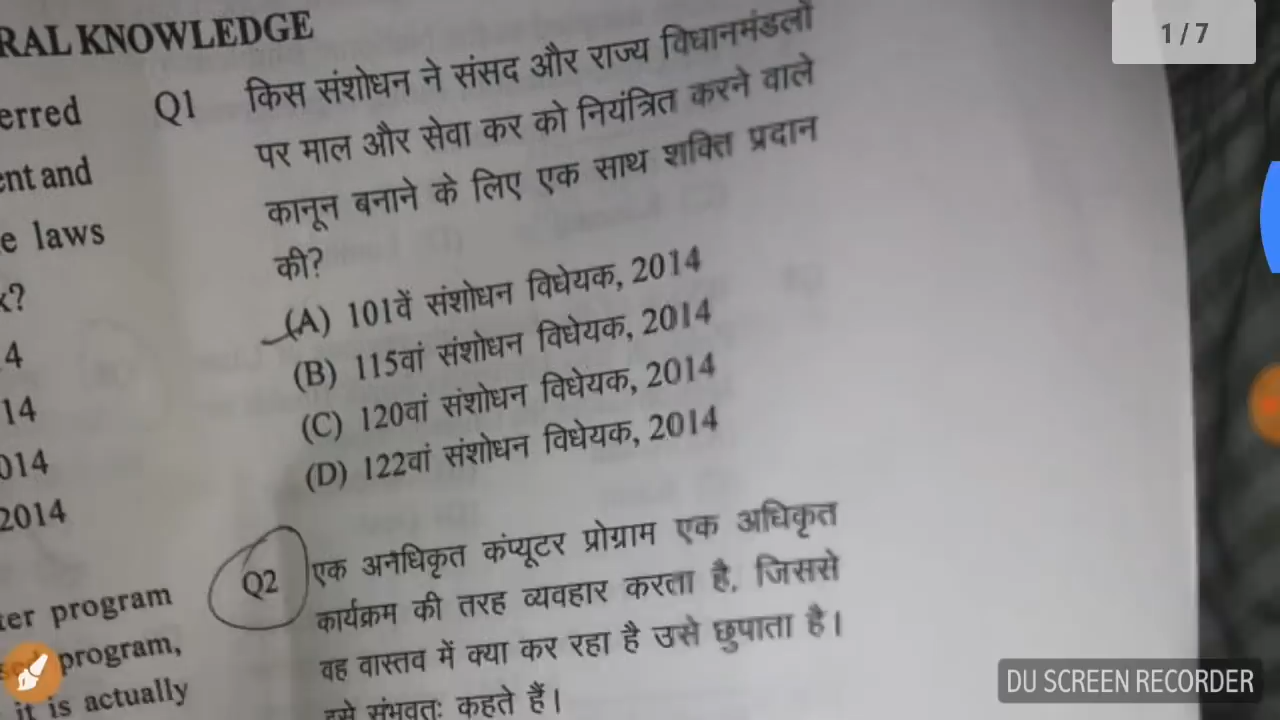 RAL KNOWLEDGE
1 / 7
erred
ent and
e laws
x?
14
14
014
2014
Q1 किस संशोधन ने संसद और राज्य विधानमंडलों
पर माल और सेवा कर को नियंत्रित करने वाले
कानून बनाने के लिए एक साथ शक्ति प्रदान
की?
(A) 101वें संशोधन विधेयक, 2014
(B) 115वां संशोधन विधेयक, 2014
(C) 120वां संशोधन विधेयक, 2014
(D) 122वां संशोधन विधेयक, 2014
ter program
program,
it is actually
Q2 एक अनधिकृत कंप्यूटर प्रोग्राम एक अधिकृत
कार्यक्रम की तरह व्यवहार करता है, जिससे
वह वास्तव में क्या कर रहा है उसे छुपाता है।
इसे संभवतः कहते हैं।
DU SCREEN RECORDER